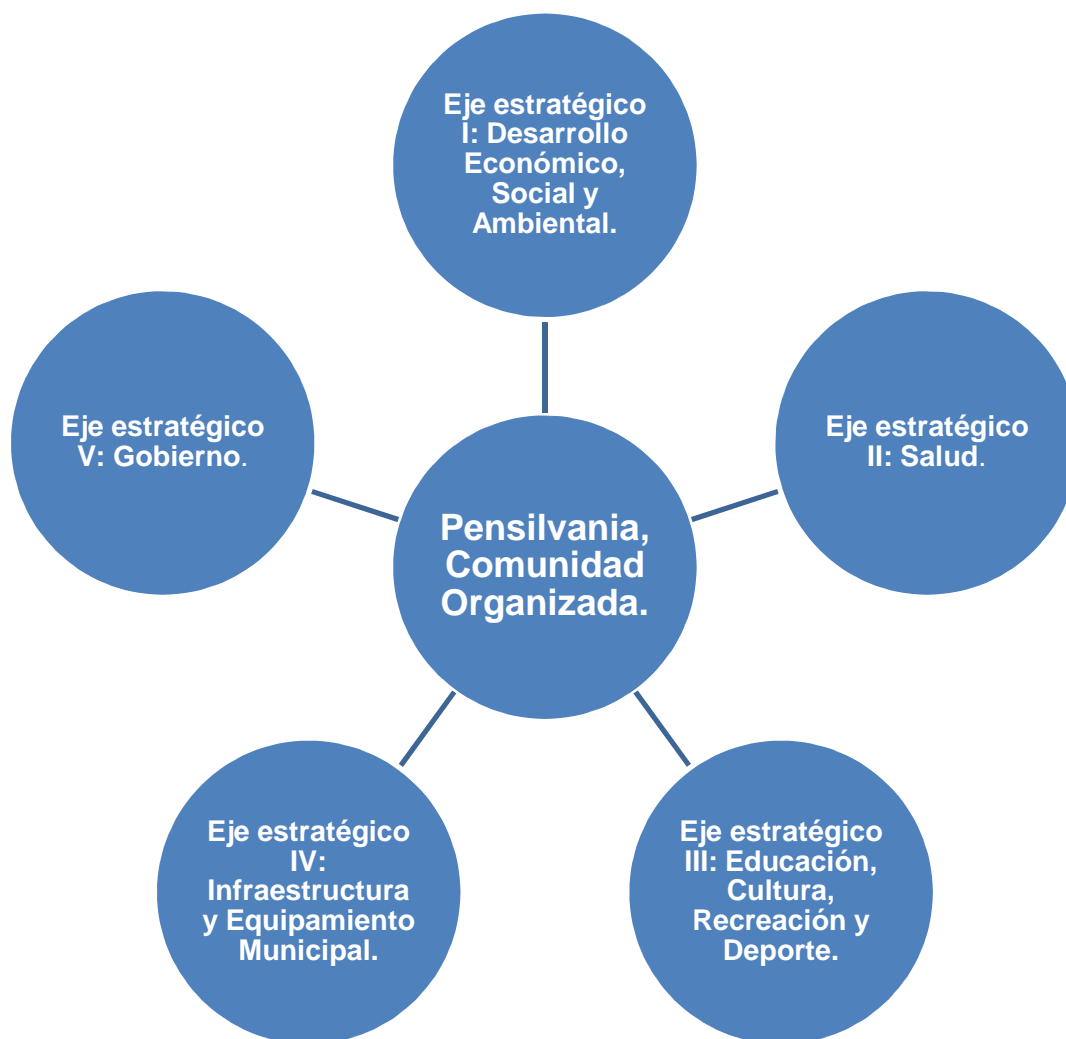 Eje estratégico
I: Desarrollo
Económico,
Social y
Ambiental.
Eje estratégico
II: Salud.
Eje estratégico
III: Educación,
Cultura,
Recreación y
Deporte.
Eje estratégico
IV:
Infraestructura
y Equipamiento
Municipal.
Eje estratégico
V: Gobierno.
Pensilvania,
Comunidad
Organizada.